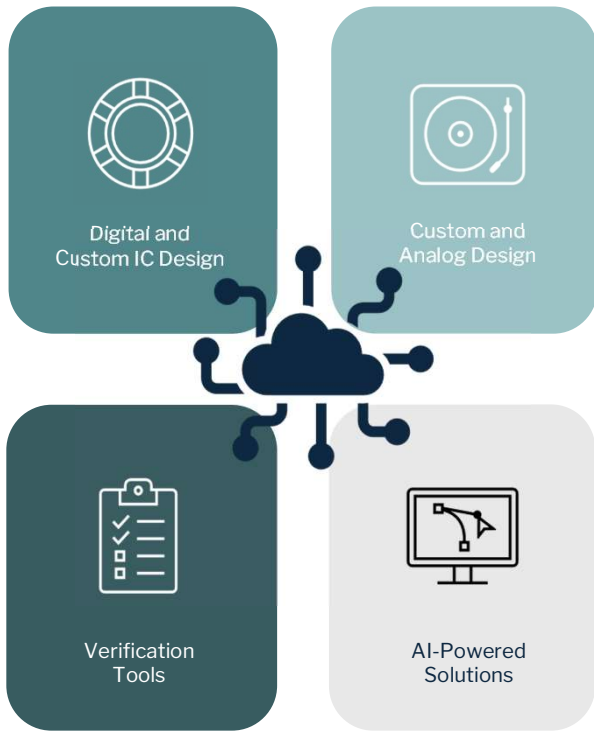 Digital and
Custom IC Design
Custom and
Analog Design
Verification
Tools
AI-Powered
Solutions